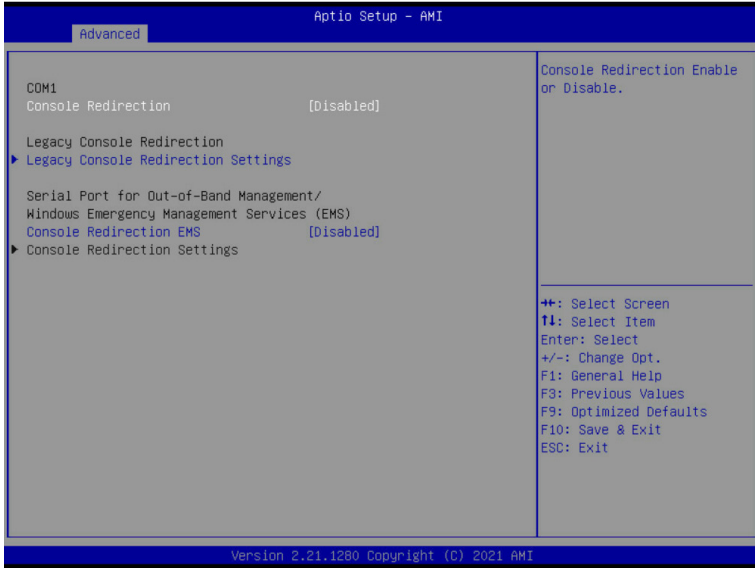 Aptio Setup – AMI
Advanced
COM1
Console Redirection [Disabled]
Legacy Console Redirection
Legacy Console Redirection Settings
Serial Port for Out-of-Band Management/
Windows Emergency Management Services (EMS)
Console Redirection EMS [Disabled]
Console Redirection Settings
Console Redirection Enable
or Disable.
→←: Select Screen
↑↓: Select Item
Enter: Select
+/-: Change Opt.
F1: General Help
F3: Previous Values
F9: Optimized Defaults
F10: Save & Exit
ESC: Exit
Version 2.21.1280 Copyright (C) 2021 AMI